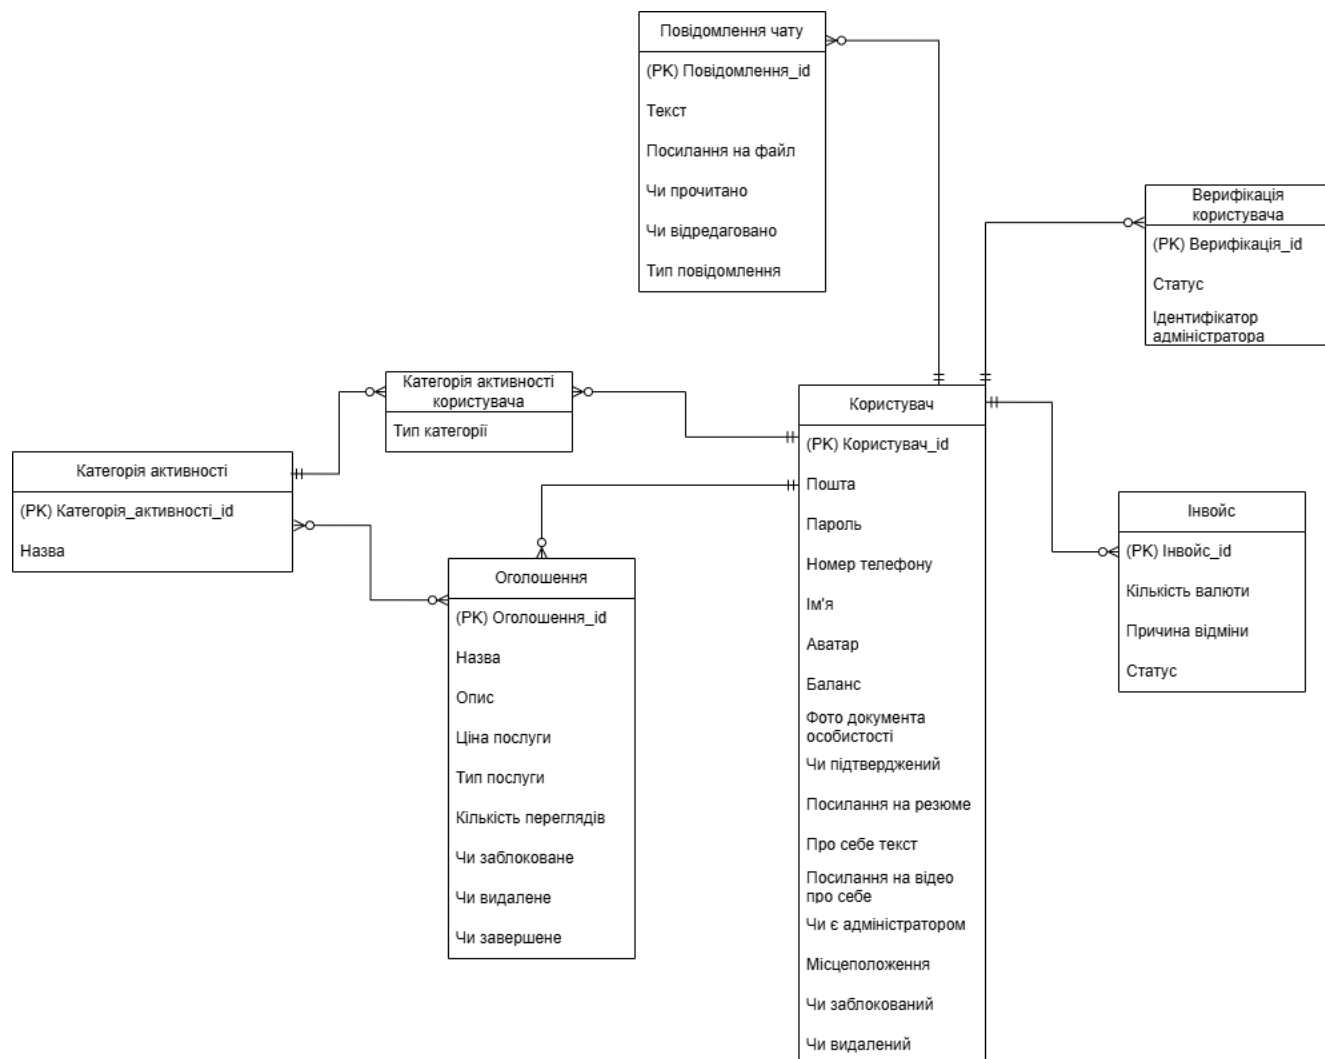 Повідомлення чату
(PK) Повідомлення_id
Текст
Посилання на файл
Чи прочитано
Чи відредаговано
Тип повідомлення
Верифікація
користувача
(PK) Верифікація_id
Статус
Ідентифікатор
адміністратора
Категорія активності
користувача
Тип категорії
Категорія активності
(PK) Категорія_активності_id
Назва
Оголошення
(PK) Оголошення_id
Назва
Опис
Ціна послуги
Тип послуги
Кількість переглядів
Чи заблоковане
Чи видалене
Чи завершене
Користувач
(PK) Користувач_id
Пошта
Пароль
Номер телефону
Ім'я
Аватар
Баланс
Фото документа
особистості
Чи підтверджений
Посилання на резюме
Про себе текст
Посилання на відео
про себе
Чи є адміністратором
Місцеположення
Чи заблокований
Чи видалений
Інвойс
(PK) Інвойс_id
Кількість валюти
Причина відміни
Статус